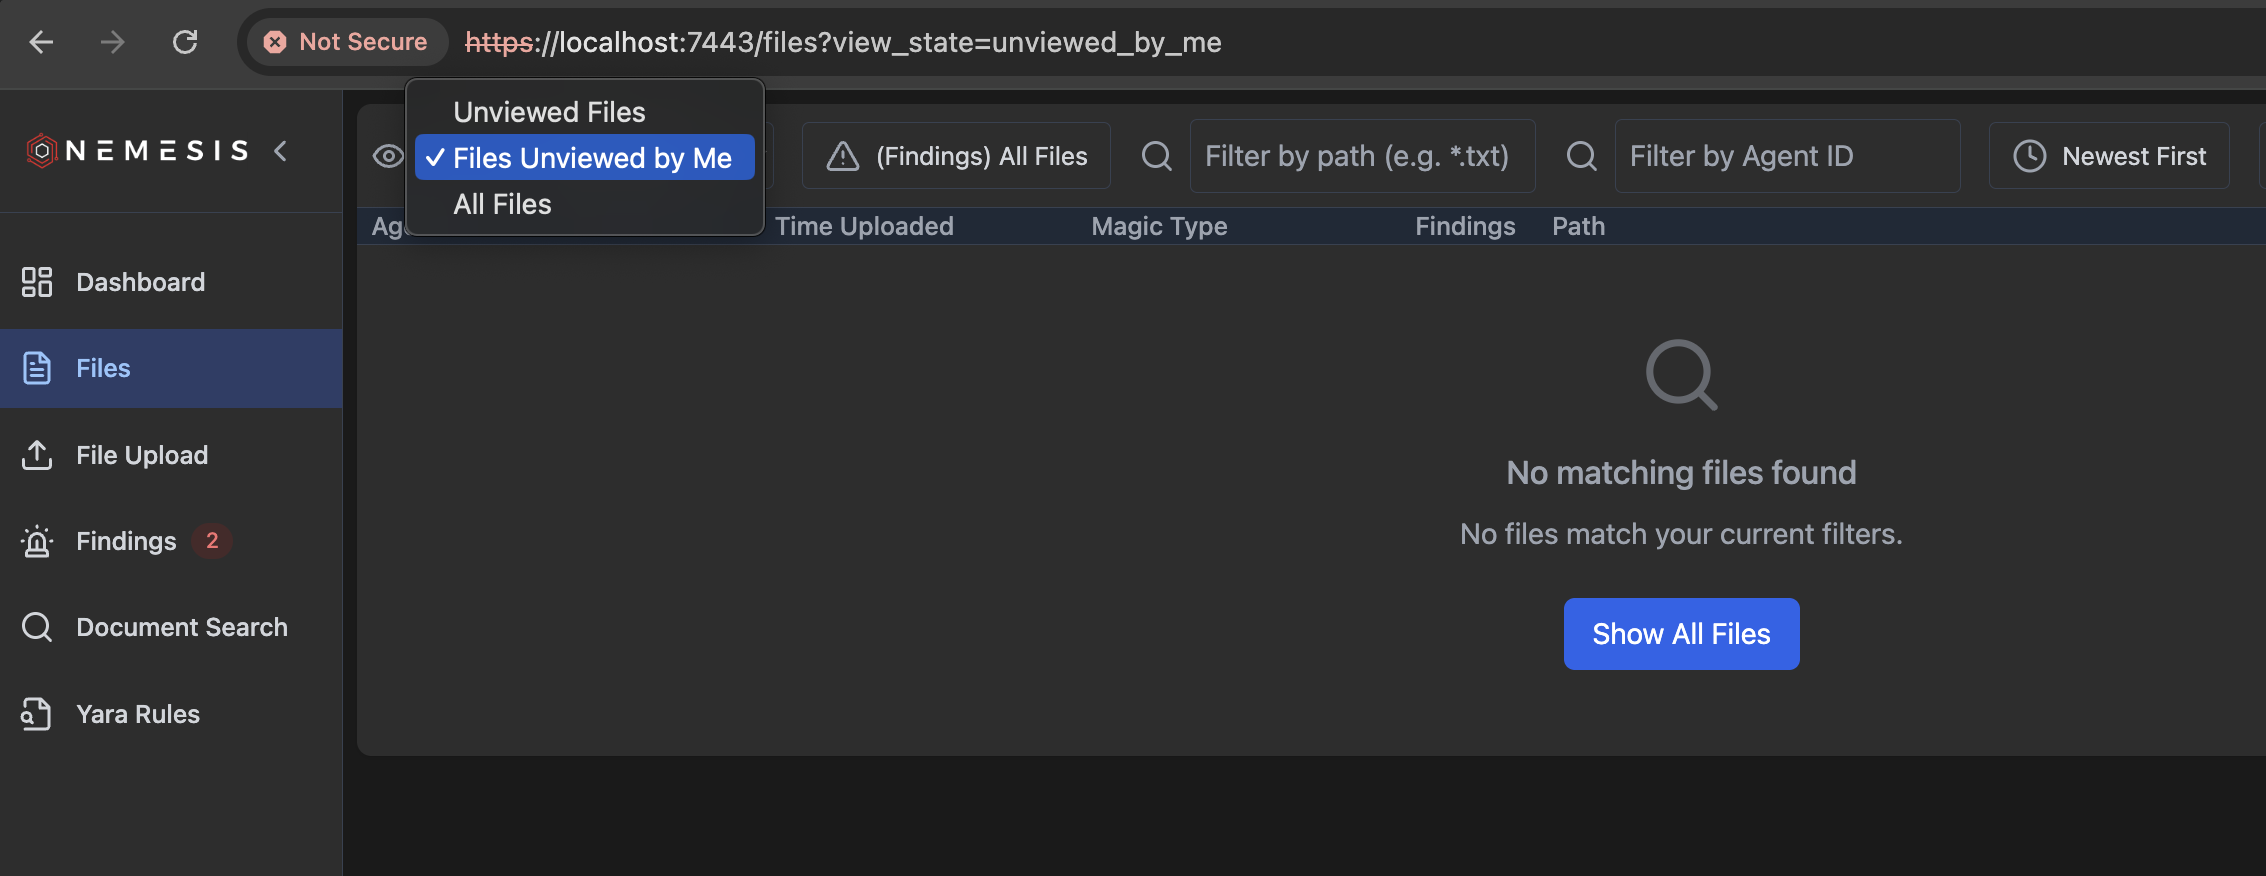 Not Secure https://localhost:7443/files?view_state=unviewed_by_me
NEMESIS
Unviewed Files
✓ Files Unviewed by Me
All Files
(Findings) All Files
Filter by path (e.g. *.txt)
Filter by Agent ID
Newest First
Time Uploaded
Magic Type
Findings
Path
Dashboard
Files
File Upload
Findings 2
Document Search
Yara Rules
No matching files found
No files match your current filters.
Show All Files